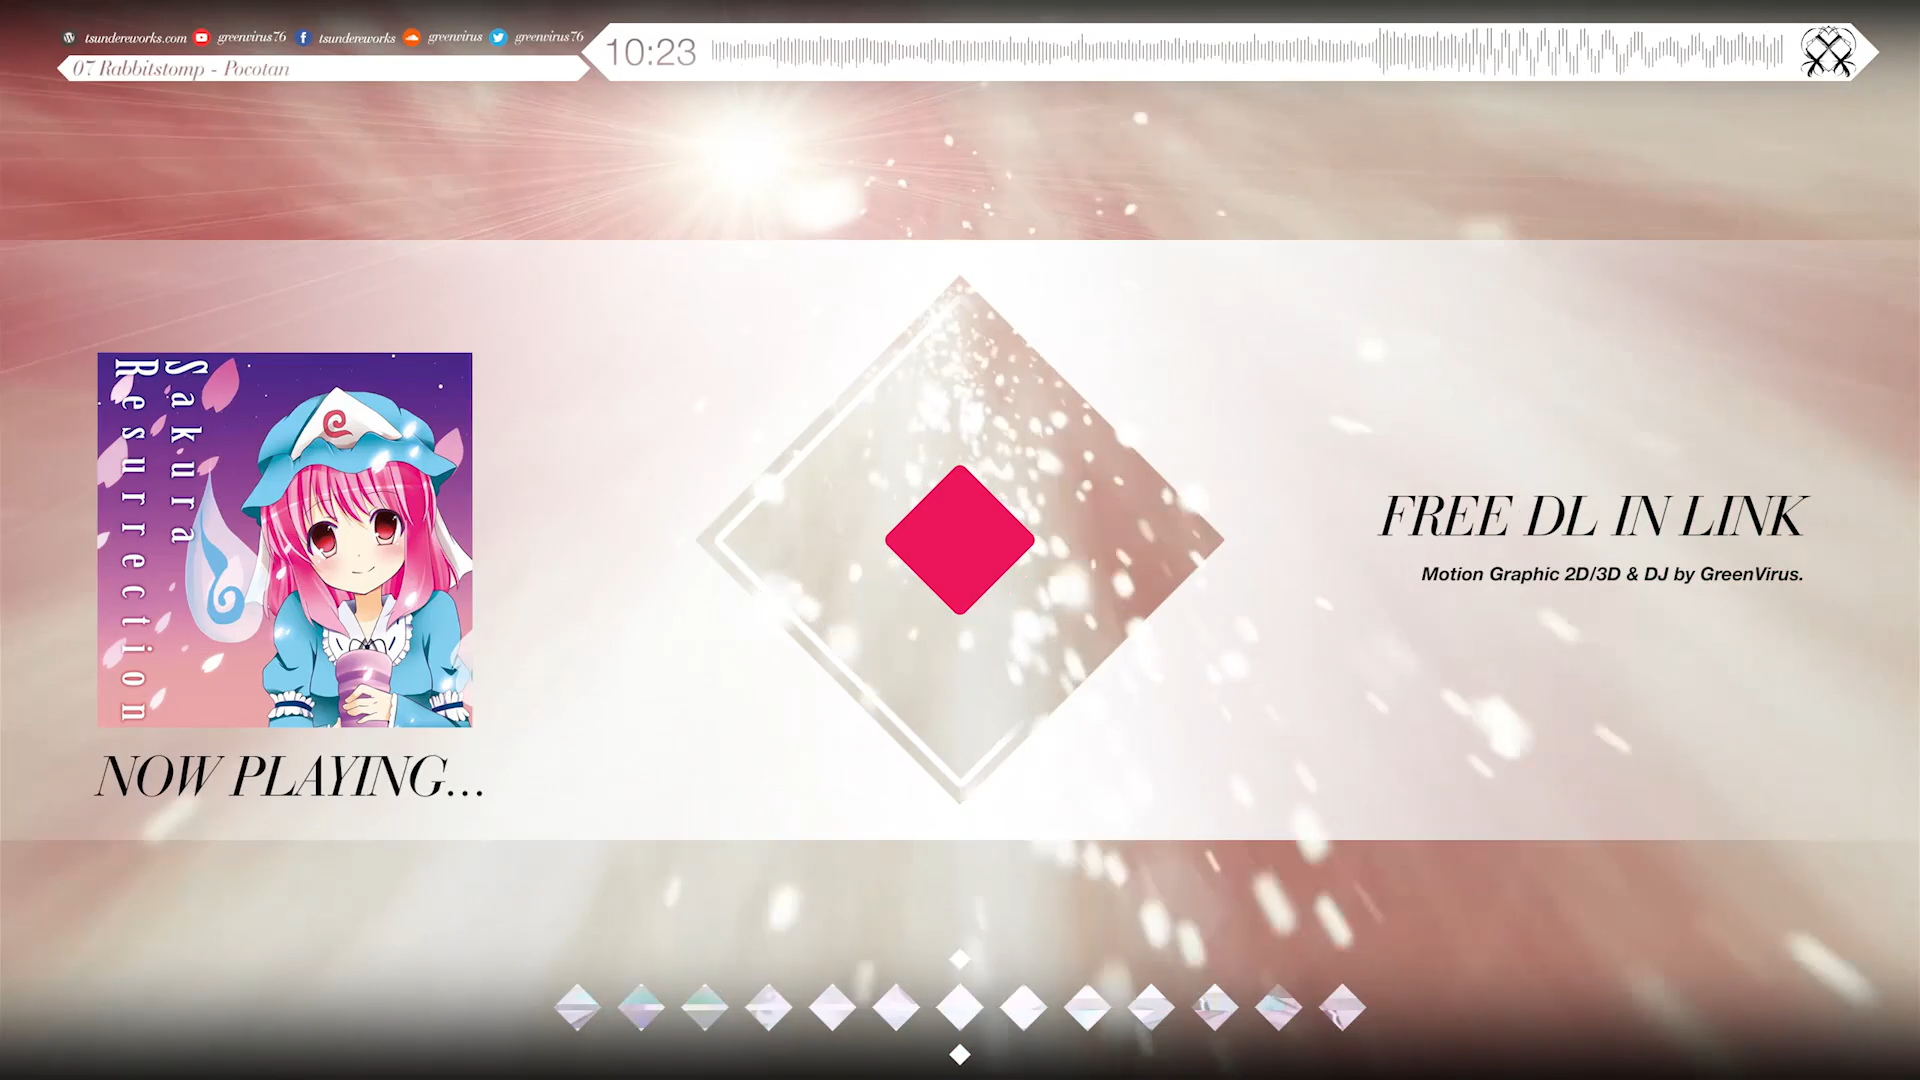 tsundereworks.com greenvirus76 tsundereworks greenvirus greenvirus76
07 Rabbitstomp - Pocotan
10:23
Sakura
Resurrection
NOW PLAYING...
FREE DL IN LINK
Motion Graphic 2D/3D & DJ by GreenVirus.